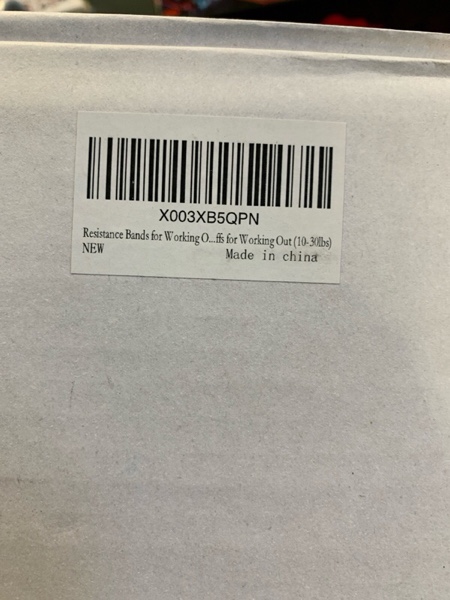 X003XB5QPN
Resistance Bands for Working O...ffs for Working Out (10-30lbs)
NEW
Made in china